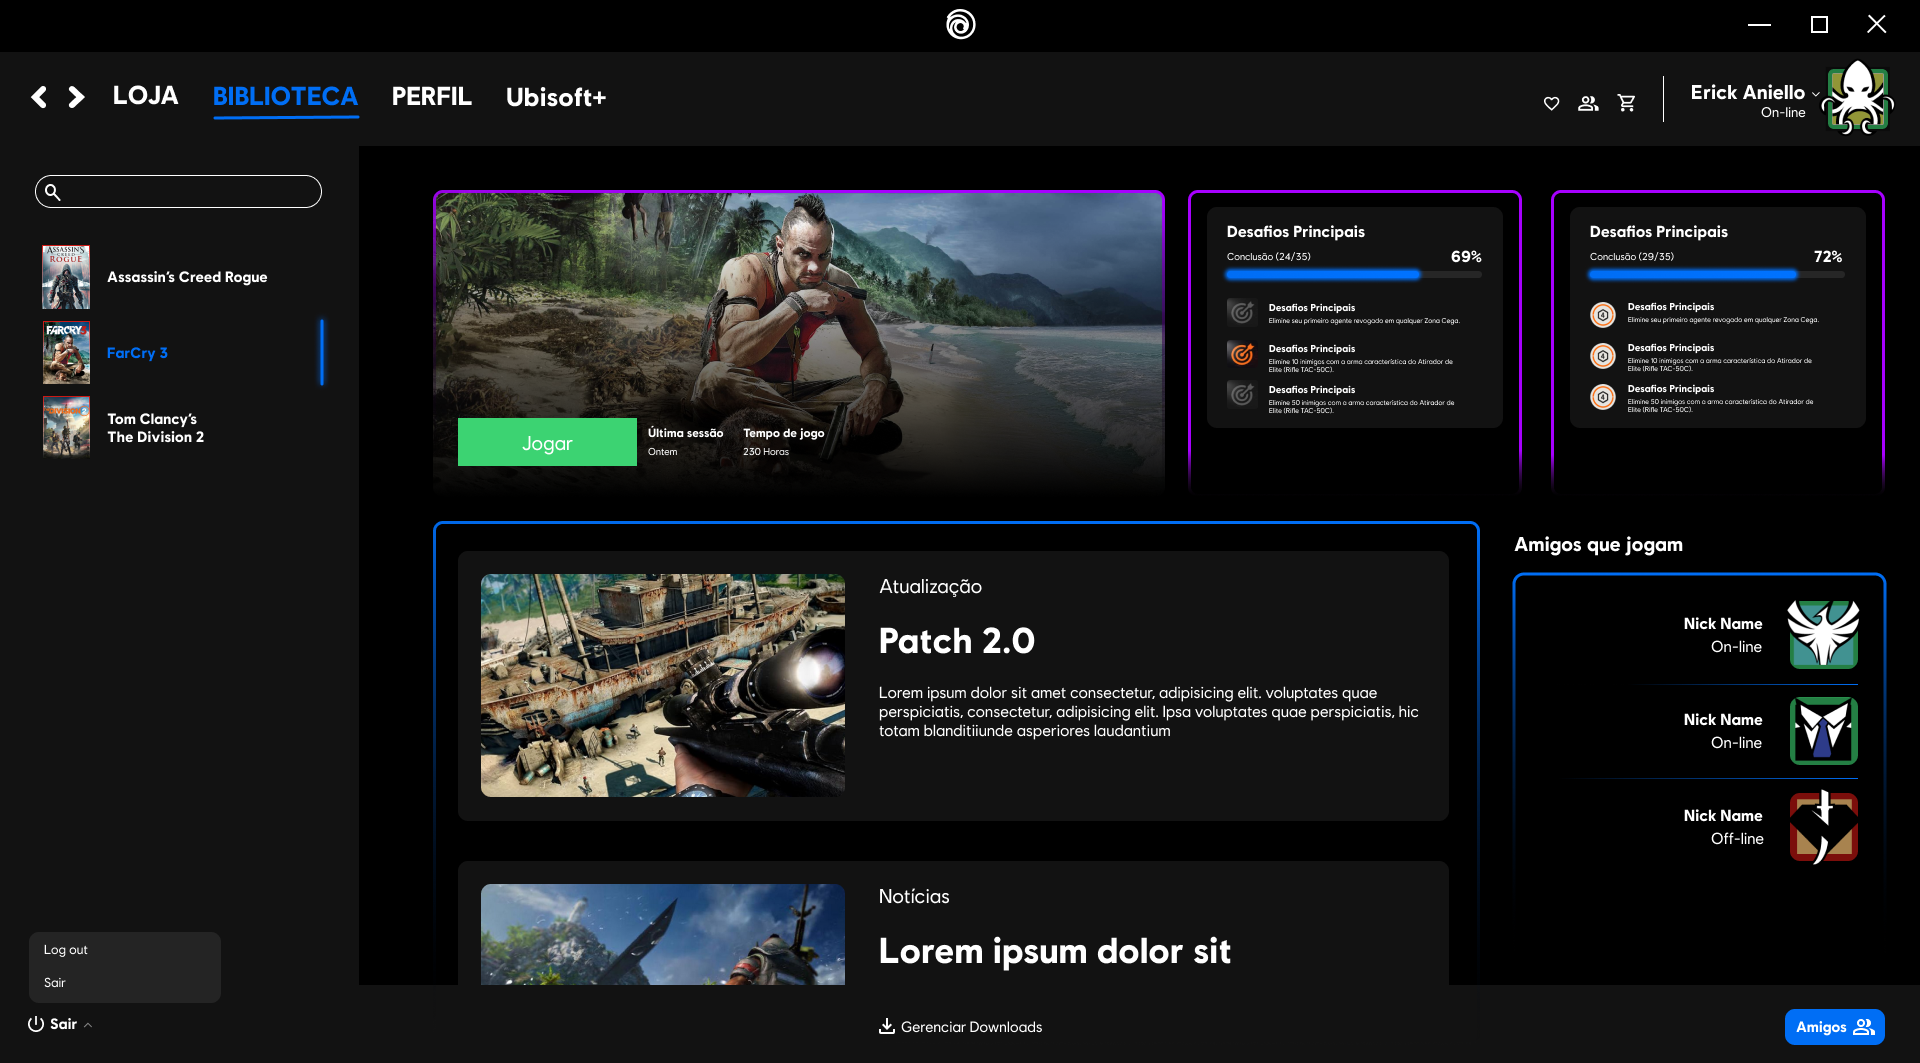 LOJA
BIBLIOTECA
PERFIL
Ubisoft+
Erick Aniello
On-line
ASSASSIN'S
CREED
ROGUE
Assassin's Creed Rogue
FARCRY 3
FarCry 3
Tom Clancy's
The Division 2
Jogar
Última sessão
Ontem
Tempo de jogo
230 Horas
Desafios Principais
Conclusão (24/35)
69%
Desafios Principais
Elimine seu primeiro agente revogado em qualquer Zona Cega.
Desafios Principais
Elimine 10 inimigos com a arma característica do Atirador de
Elite (Rifle TAC-50C).
Desafios Principais
Elimine 50 inimigos com a arma característica do Atirador de
Elite (Rifle TAC-50C).
Desafios Principais
Conclusão (29/35)
72%
Desafios Principais
Elimine seu primeiro agente revogado em qualquer Zona Cega.
Desafios Principais
Elimine 10 inimigos com a arma característica do Atirador de
Elite (Rifle TAC-50C).
Desafios Principais
Elimine 50 inimigos com a arma característica do Atirador de
Elite (Rifle TAC-50C).
Atualização
Patch 2.0
Lorem ipsum dolor sit amet consectetur, adipisicing elit. voluptates quae
perspiciatis, consectetur, adipisicing elit. Ipsa voluptates quae perspiciatis, hic
totam blanditiiunde asperiores laudantium
Notícias
Lorem ipsum dolor sit
Amigos que jogam
Nick Name
On-line
Nick Name
On-line
Nick Name
Off-line
Log out
Sair
Sair
Gerenciar Downloads
Amigos